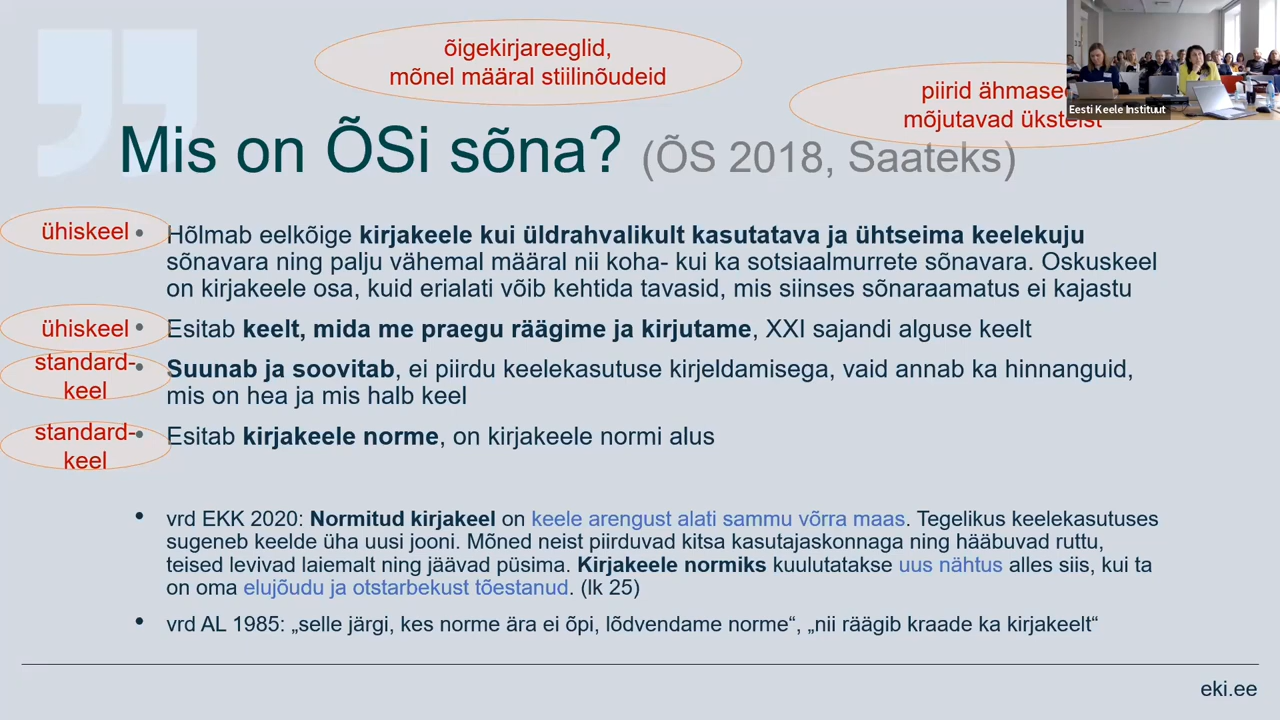 õigekirjareeglid,
mõnel määral stiilinõudeid
piirid ähmased
mõjutavad üksteist
Eesti Keele Instituut
Mis on ÕSi sõna? (ÕS 2018, Saateks)
ühiskeel
• Hõlmab eelkõige kirjakeele kui üldrahvalikult kasutatava ja ühtseima keelekuju
sõnavara ning palju vähemal määral nii koha- kui ka sotsiaalmurrete sõnavara. Oskuskeel
on kirjakeele osa, kuid erialati võib kehtida tavasid, mis siinses sõnaraamatus ei kajastu
ühiskeel
• Esitab keelt, mida me praegu räägime ja kirjutame, XXI sajandi alguse keelt
standard-
keel
• Suunab ja soovitab, ei piirdu keelekasutuse kirjeldamisega, vaid annab ka hinnanguid,
mis on hea ja mis halb keel
standard-
keel
• Esitab kirjakeele norme, on kirjakeele normi alus
• vrd EKK 2020: Normitud kirjakeel on keele arengust alati sammu võrra maas. Tegelikus keelekasutuses
sugeneb keelde üha uusi jooni. Mõned neist piirduvad kitsa kasutajaskonnaga ning hääbuvad ruttu,
teised levivad laiemalt ning jäävad püsima. Kirjakeele normiks kuulutatakse uus nähtus alles siis, kui ta
on oma elujõudu ja otstarbekust tõestanud. (lk 25)
• vrd AL 1985: „selle järgi, kes norme ära ei õpi, lõdvendame norme“, „nii räägib kraade ka kirjakeelt“
eki.ee